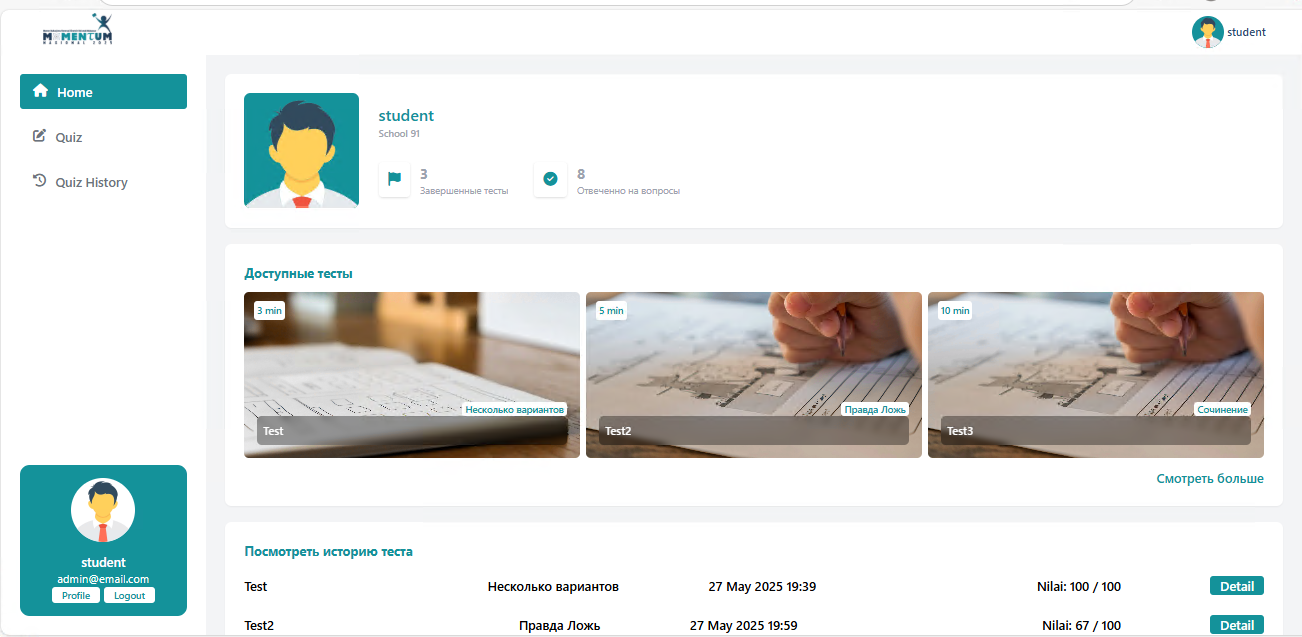 MOMENTUM
NASIONAL 2025
student
Home
Quiz
Quiz History
student
School 91
3
Завершенные тесты
8
Отвеченно на вопросы
Доступные тесты
3 min
Несколько вариантов
Test
5 min
Правда Ложь
Test2
10 min
Сочинение
Test3
Смотреть больше
student
admin@email.com
Profile Logout
Посмотреть историю теста
Test Несколько вариантов 27 May 2025 19:39 Nilai: 100 / 100 Detail
Test2 Правда Ложь 27 May 2025 19:59 Nilai: 67 / 100 Detail